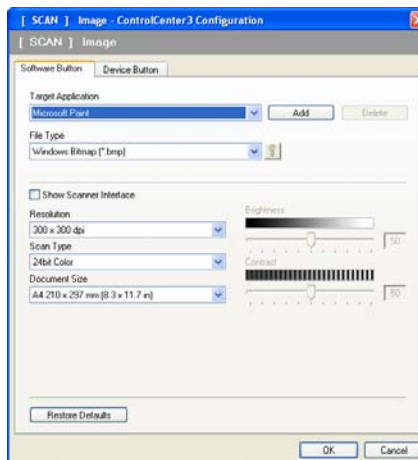 [ SCAN ] Image - ControlCenter3 Configuration
[ SCAN ] Image
Software Button Device Button
Target Application
Microsoft Paint Add Delete
File Type
Windows Bitmap (*.bmp)
Show Scanner Interface
Resolution Brightness
300 x 300 dpi 50
Scan Type
24bit Color Contrast
Document Size
A4 210 x 297 mm (8.3 x 11.7 in) 50
Restore Defaults
OK Cancel